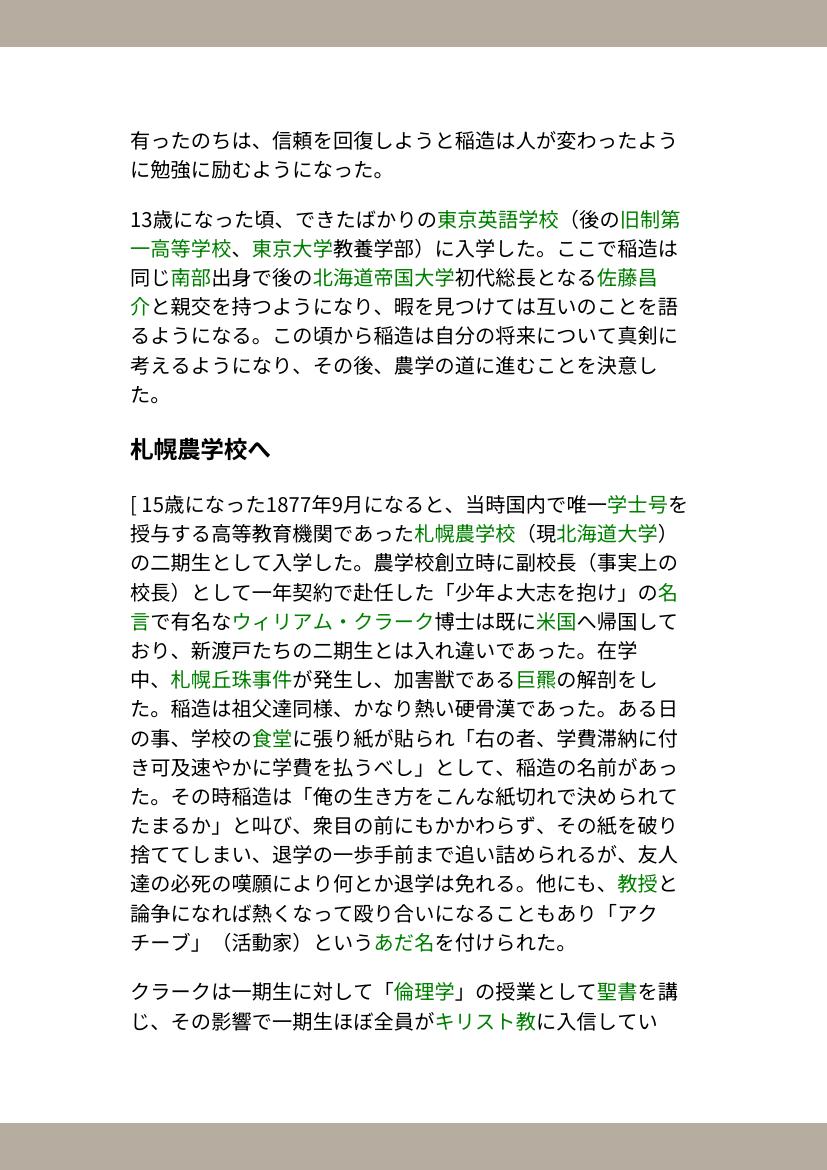 有ったのちは、信頼を回復しようと稲造は人が変わったよう
に勉強に励むようになった。
13歳になった頃、できたばかりの東京英語学校（後の旧制第
一高等学校、東京大学教養学部）に入学した。ここで稲造は
同じ南部出身で後の北海道帝国大学初代総長となる佐藤昌
介と親交を持つようになり、暇を見つけては互いのことを語
るようになる。この頃から稲造は自分の将来について真剣に
考えるようになり、その後、農学の道に進むことを決意し
た。
札幌農学校へ
[ 15歳になった1877年9月になると、当時国内で唯一学士号を
授与する高等教育機関であった札幌農学校（現北海道大学）
の二期生として入学した。農学校創立時に副校長（事実上の
校長）として一年契約で赴任した「少年よ大志を抱け」の名
言で有名なウィリアム・クラーク博士は既に米国へ帰国して
おり、新渡戸たちの二期生とは入れ違いであった。在学
中、札幌丘珠事件が発生し、加害獣である巨羆の解剖をし
た。稲造は祖父達同様、かなり熱い硬骨漢であった。ある日
の事、学校の食堂に張り紙が貼られ「右の者、学費滞納に付
き可及速やかに学費を払うべし」として、稲造の名前があっ
た。その時稲造は「俺の生き方をこんな紙切れで決められて
たまるか」と叫び、衆目の前にもかかわらず、その紙を破り
捨ててしまい、退学の一歩手前まで追い詰められるが、友人
達の必死の嘆願により何とか退学は免れる。他にも、教授と
論争になれば熱くなって殴り合いになることもあり「アク
チーブ」（活動家）というあだ名を付けられた。
クラークは一期生に対して「倫理学」の授業として聖書を講
じ、その影響で一期生ほぼ全員がキリスト教に入信してい